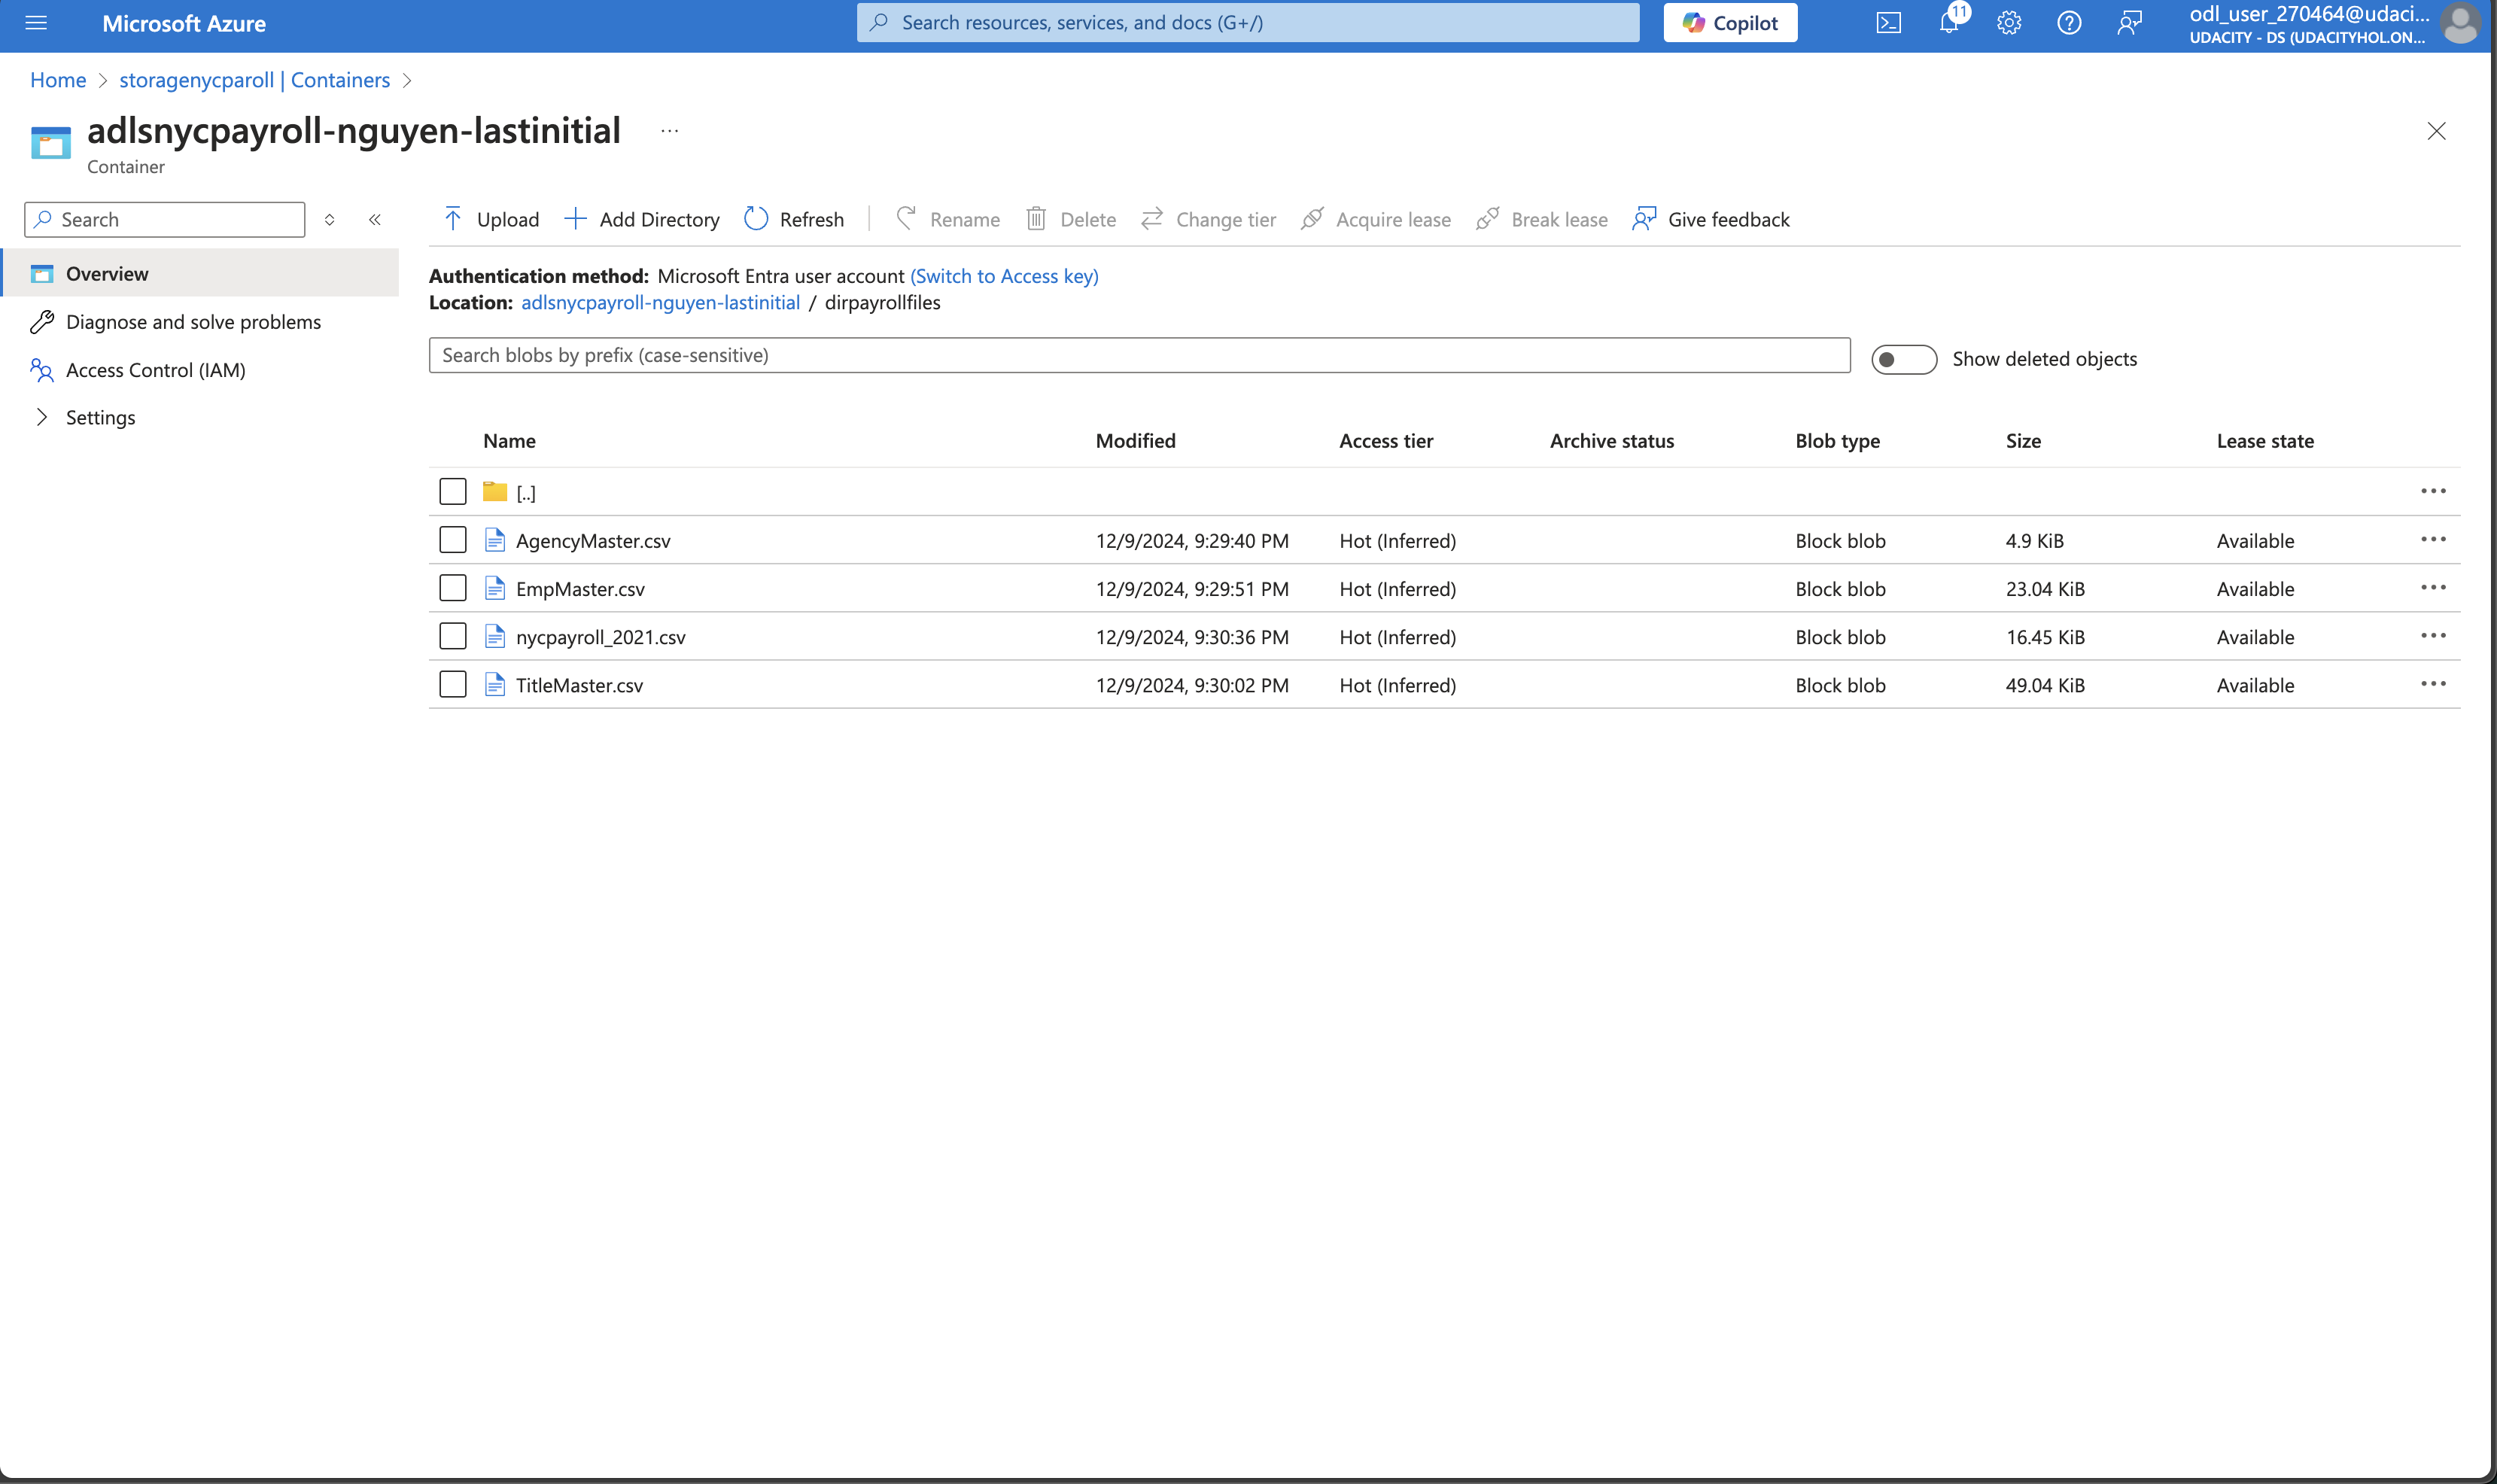 Microsoft Azure
Search resources, services, and docs (G+/)
Copilot
11
odl_user_270464@udaci...
UDACITY - DS (UDACITYHOL.ON...
Home > storagenycparoll | Containers >
adlsnycpayroll-nguyen-lastinitial ...
Container
Search
Upload Add Directory Refresh Rename Delete Change tier Acquire lease Break lease Give feedback
Overview
Diagnose and solve problems
Access Control (IAM)
Settings
Authentication method: Microsoft Entra user account (Switch to Access key)
Location: adlsnycpayroll-nguyen-lastinitial / dirpayrollfiles
Search blobs by prefix (case-sensitive)
Show deleted objects
Name Modified Access tier Archive status Blob type Size Lease state
[..]
AgencyMaster.csv 12/9/2024, 9:29:40 PM Hot (Inferred) Block blob 4.9 KiB Available
EmpMaster.csv 12/9/2024, 9:29:51 PM Hot (Inferred) Block blob 23.04 KiB Available
nycpayroll_2021.csv 12/9/2024, 9:30:36 PM Hot (Inferred) Block blob 16.45 KiB Available
TitleMaster.csv 12/9/2024, 9:30:02 PM Hot (Inferred) Block blob 49.04 KiB Available